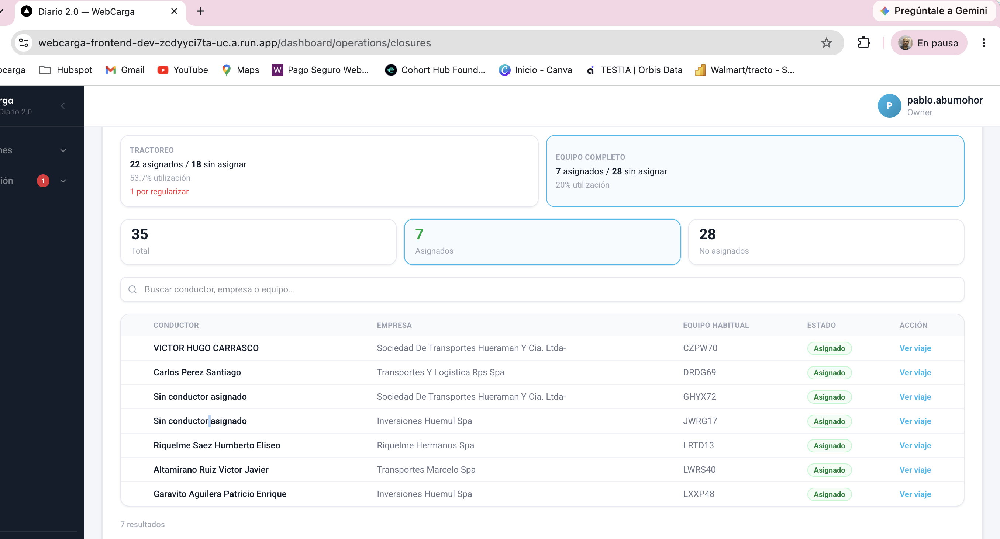 Diario 2.0 — WebCarga
Pregúntale a Gemini
webcarga-frontend-dev-zcdyyci7ta-uc.a.run.app/dashboard/operations/closures
En pausa
ocarga
Hubspot
Gmail
YouTube
Maps
W
Pago Seguro Web...
Cohort Hub Found...
Inicio - Canva
TESTIA | Orbis Data
Walmart/tracto - S...
rga
Diario 2.0
P
pablo.abumohor
Owner
nes
ión
1
TRACTOREO
22 asignados / 18 sin asignar
53.7% utilización
1 por regularizar
EQUIPO COMPLETO
7 asignados / 28 sin asignar
20% utilización
35
Total
7
Asignados
28
No asignados
Buscar conductor, empresa o equipo...
CONDUCTOR EMPRESA EQUIPO HABITUAL ESTADO ACCIÓN
VICTOR HUGO CARRASCO Sociedad De Transportes Hueraman Y Cia. Ltda- CZPW70 Asignado Ver viaje
Carlos Perez Santiago Transportes Y Logistica Rps Spa DRDG69 Asignado Ver viaje
Sin conductor asignado Sociedad De Transportes Hueraman Y Cia. Ltda- GHYX72 Asignado Ver viaje
Sin conductor asignado Inversiones Huemul Spa JWRG17 Asignado Ver viaje
Riquelme Saez Humberto Eliseo Riquelme Hermanos Spa LRTD13 Asignado Ver viaje
Altamirano Ruiz Victor Javier Transportes Marcelo Spa LWRS40 Asignado Ver viaje
Garavito Aguilera Patricio Enrique Inversiones Huemul Spa LXXP48 Asignado Ver viaje
7 resultados